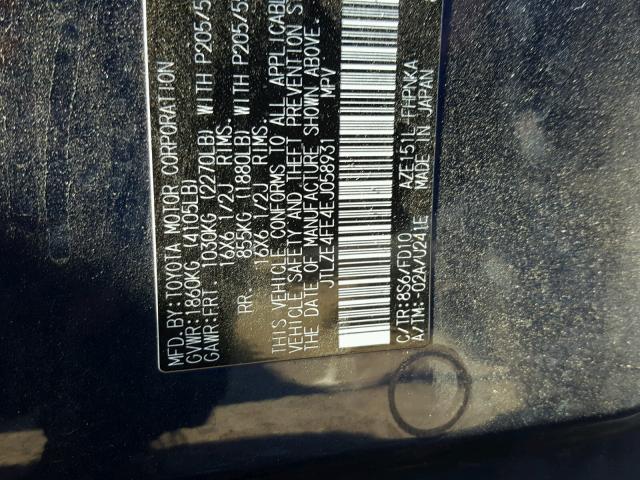 MFD.BY:TOYOTA MOTOR CORPORATION
GVWR:1860KG(4105LB)
GAWR:FRT. 1030KG(2270LB) WITH P205/5
16X6 1/2J RIMS.
RR. 855KG(1880LB) WITH P205/5
16X6 1/2J RIMS.
THIS VEHICLE CONFORMS TO ALL APPLICABL
VEHICLE SAFETY AND THEFT PREVENTION S
THE DATE OF MANUFACTURE SHOWN ABOVE.
JTLZE4FE4EJ058931 MPV
C/TR:8S6/FD10 AZE151L-FHPNKA
A/TM:-02A/U241E MADE IN JAPAN